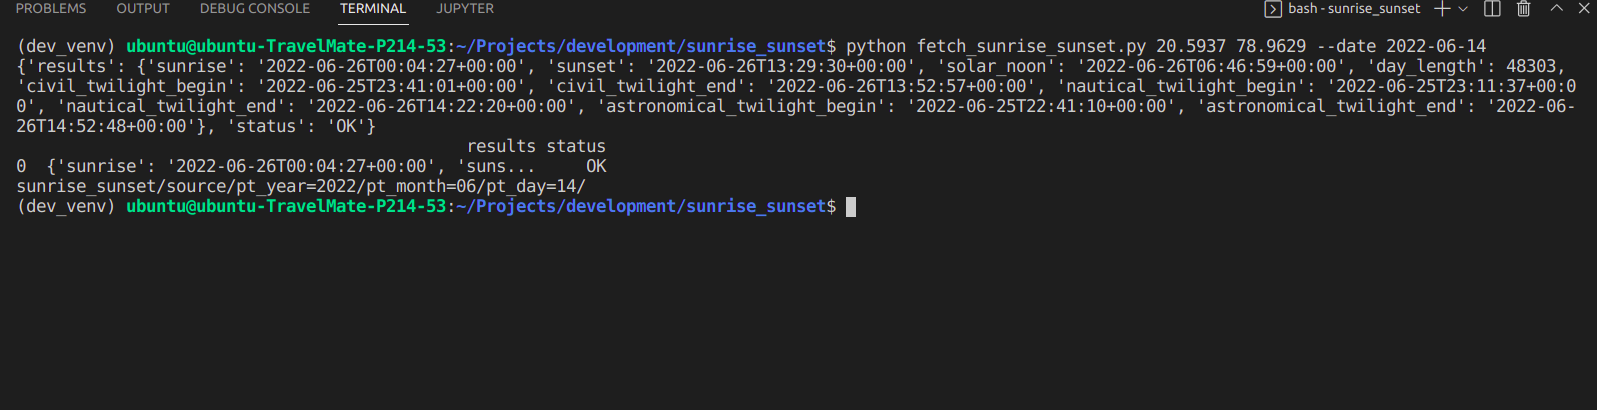 PROBLEMS OUTPUT DEBUG CONSOLE TERMINAL JUPYTER bash - sunrise_sunset
(dev_venv) ubuntu@ubuntu-TravelMate-P214-53:~/Projects/development/sunrise_sunset$ python fetch_sunrise_sunset.py 20.5937 78.9629 --date 2022-06-14
{'results': {'sunrise': '2022-06-26T00:04:27+00:00', 'sunset': '2022-06-26T13:29:30+00:00', 'solar_noon': '2022-06-26T06:46:59+00:00', 'day_length': 48303,
'civil_twilight_begin': '2022-06-25T23:41:01+00:00', 'civil_twilight_end': '2022-06-26T13:52:57+00:00', 'nautical_twilight_begin': '2022-06-25T23:11:37+00:0
0', 'nautical_twilight_end': '2022-06-26T14:22:20+00:00', 'astronomical_twilight_begin': '2022-06-25T22:41:10+00:00', 'astronomical_twilight_end': '2022-06-
26T14:52:48+00:00'}, 'status': 'OK'}
results status
0 {'sunrise': '2022-06-26T00:04:27+00:00', 'suns... OK
sunrise_sunset/source/pt_year=2022/pt_month=06/pt_day=14/
(dev_venv) ubuntu@ubuntu-TravelMate-P214-53:~/Projects/development/sunrise_sunset$